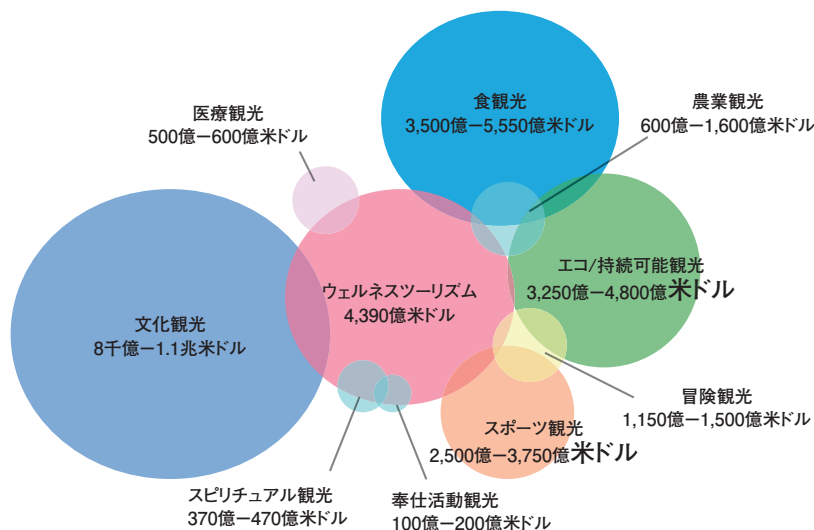 食観光
3,500億－5,550億米ドル
農業観光
600億－1,600億米ドル
医療観光
500億－600億米ドル
エコ/持続可能観光
3,250億－4,800億米ドル
ウェルネスツーリズム
4,390億米ドル
文化観光
8千億－1.1兆米ドル
冒険観光
1,150億－1,500億米ドル
スポーツ観光
2,500億－3,750億米ドル
スピリチュアル観光
370億－470億米ドル
奉仕活動観光
100億－200億米ドル